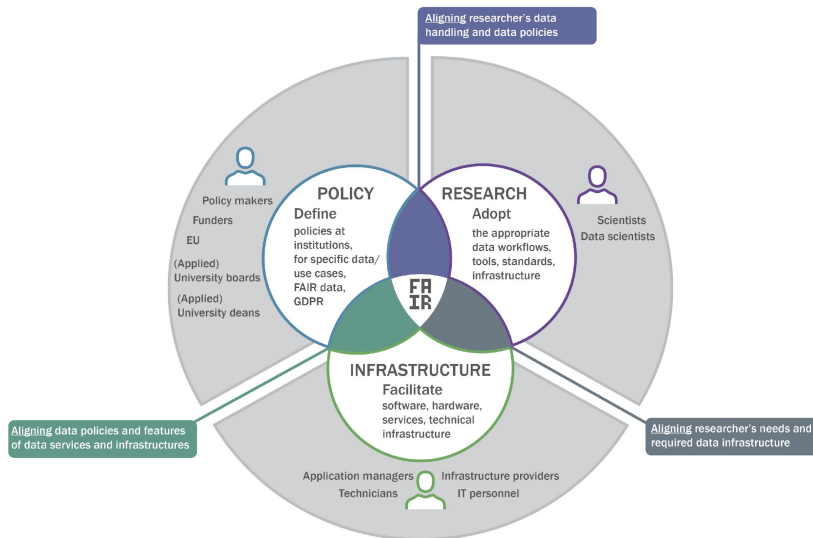 Aligning researcher's data
handling and data policies
POLICY
Define
policies at
institutions,
for specific data/
use cases,
FAIR data,
GDPR
RESEARCH
Adopt
the appropriate
data workflows,
tools, standards,
infrastructure
Policy makers
Funders
EU
(Applied)
University boards
(Applied)
University deans
Scientists
Data scientists
FA
IR
INFRASTRUCTURE
Facilitate
software, hardware,
services, technical
infrastructure
Aligning data policies and features
of data services and infrastructures
Aligning researcher's needs and
required data infrastructure
Application managers
Technicians
Infrastructure providers
IT personnel